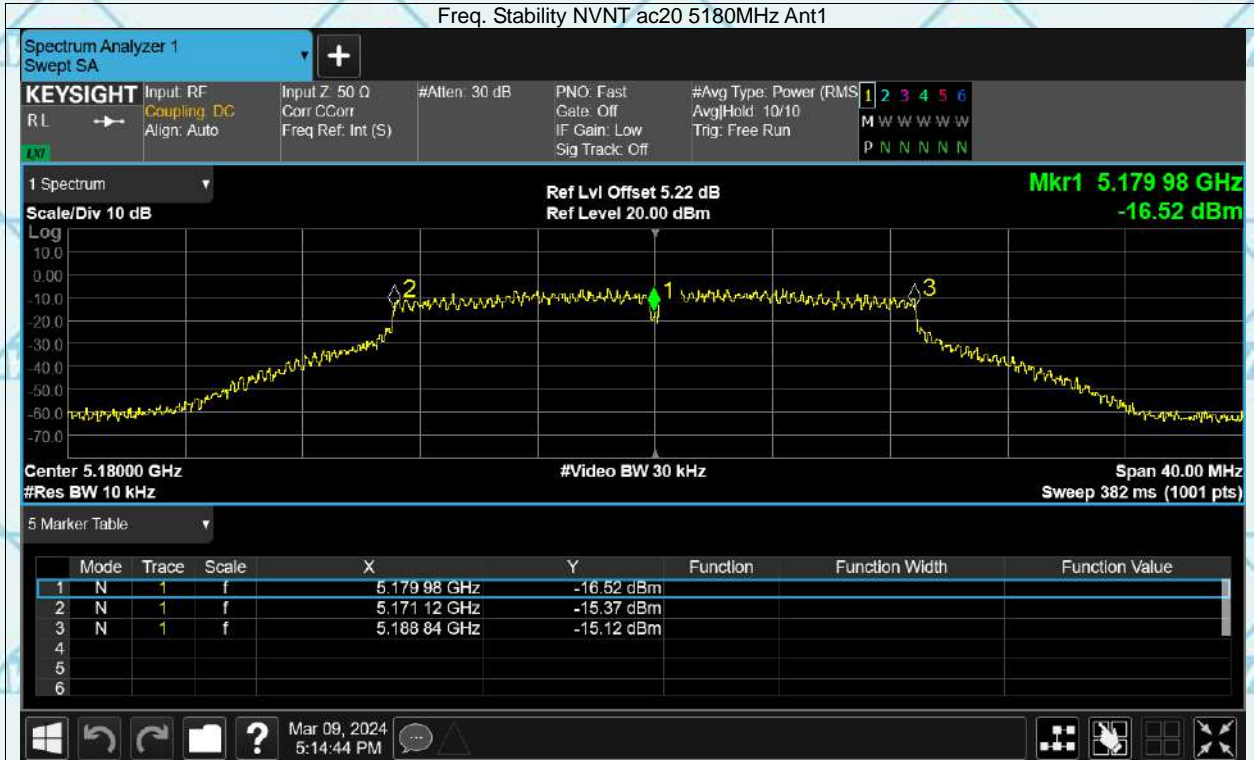 Freq. Stability NVNT ac20 5180MHz Ant1
Spectrum Analyzer 1
Swept SA
+
KEYSIGHT
RL
LXI
Input: RF
Coupling: DC
Align: Auto
Input Z: 50 Ω
Corr CCorr
Freq Ref: Int (S)
#Atten: 30 dB
PNO: Fast
Gate: Off
IF Gain: Low
Sig Track: Off
#Avg Type: Power (RMS
Avg|Hold: 10/10
Trig: Free Run
1 2 3 4 5 6
M W W W W W
P N N N N N
1 Spectrum
Scale/Div 10 dB
Ref Lvl Offset 5.22 dB
Ref Level 20.00 dBm
Mkr1 5.179 98 GHz
-16.52 dBm
Log
10.0
0.00
-10.0
-20.0
-30.0
-40.0
-50.0
-60.0
-70.0
2
1
3
Center 5.18000 GHz
#Video BW 30 kHz
Span 40.00 MHz
#Res BW 10 kHz
Sweep 382 ms (1001 pts)
5 Marker Table
Mode Trace Scale X Y Function Function Width Function Value
1 N 1 f 5.179 98 GHz -16.52 dBm
2 N 1 f 5.171 12 GHz -15.37 dBm
3 N 1 f 5.188 84 GHz -15.12 dBm
4
5
6
?
Mar 09, 2024
5:14:44 PM